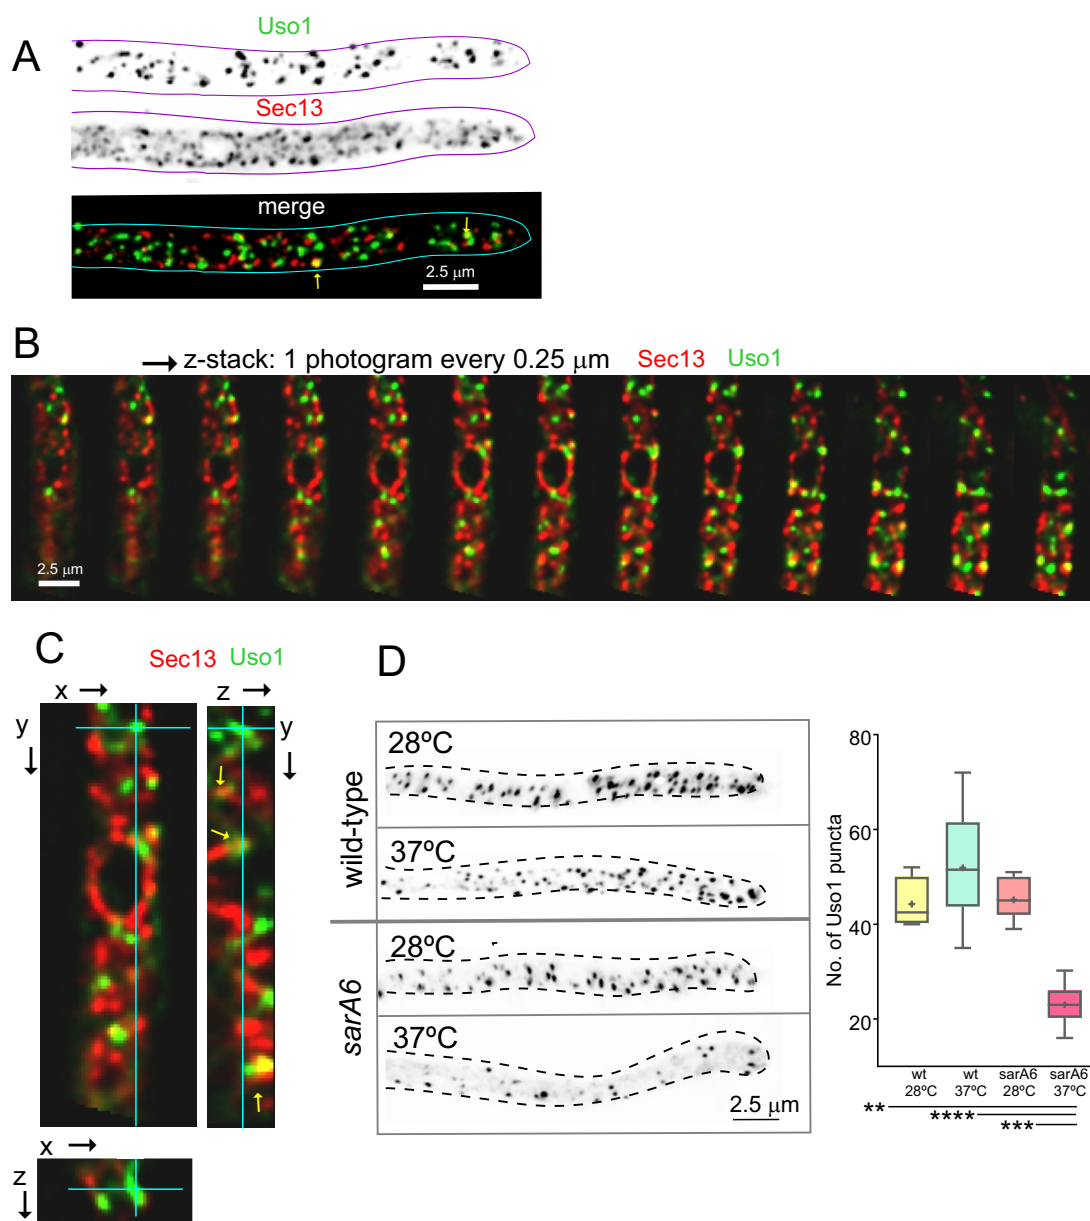 A
Uso1
Sec13
merge
2.5 μm
B
z-stack: 1 photogram every 0.25 μm Sec13 Uso1
2.5 μm
C
Sec13 Uso1
x
z
y
y
x
z
D
wild-type
28ºC
37ºC
sarA6
28ºC
37ºC
2.5 μm
No. of Uso1 puncta
80
60
40
20
wt wt sarA6 sarA6
28ºC 37ºC 28ºC 37ºC
**
****
***